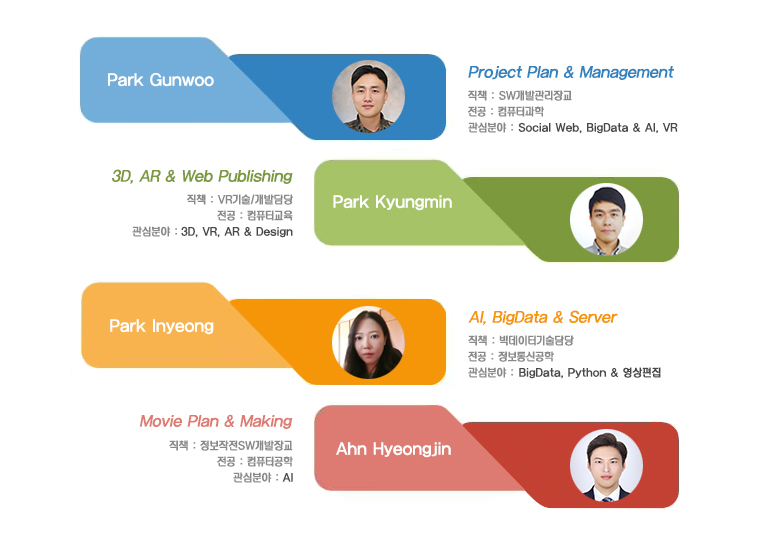 Park Gunwoo
Project Plan & Management
직책 : SW개발관리장교
전공 : 컴퓨터과학
관심분야 : Social Web, BigData & AI, VR
3D, AR & Web Publishing
직책 : VR기술/개발담당
전공 : 컴퓨터교육
관심분야 : 3D, VR, AR & Design
Park Kyungmin
Park Inyeong
AI, BigData & Server
직책 : 빅데이터기술담당
전공 : 정보통신공학
관심분야 : BigData, Python & 영상편집
Movie Plan & Making
직책 : 정보작전SW개발장교
전공 : 컴퓨터공학
관심분야 : AI
Ahn Hyeongjin